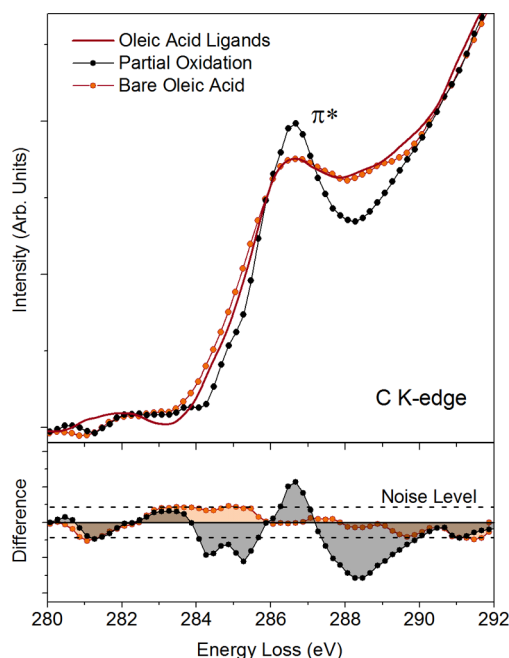 Oleic Acid Ligands
Partial Oxidation
Bare Oleic Acid
π*
Intensity (Arb. Units)
C K-edge
Noise Level
Difference
280 282 284 286 288 290 292
Energy Loss (eV)